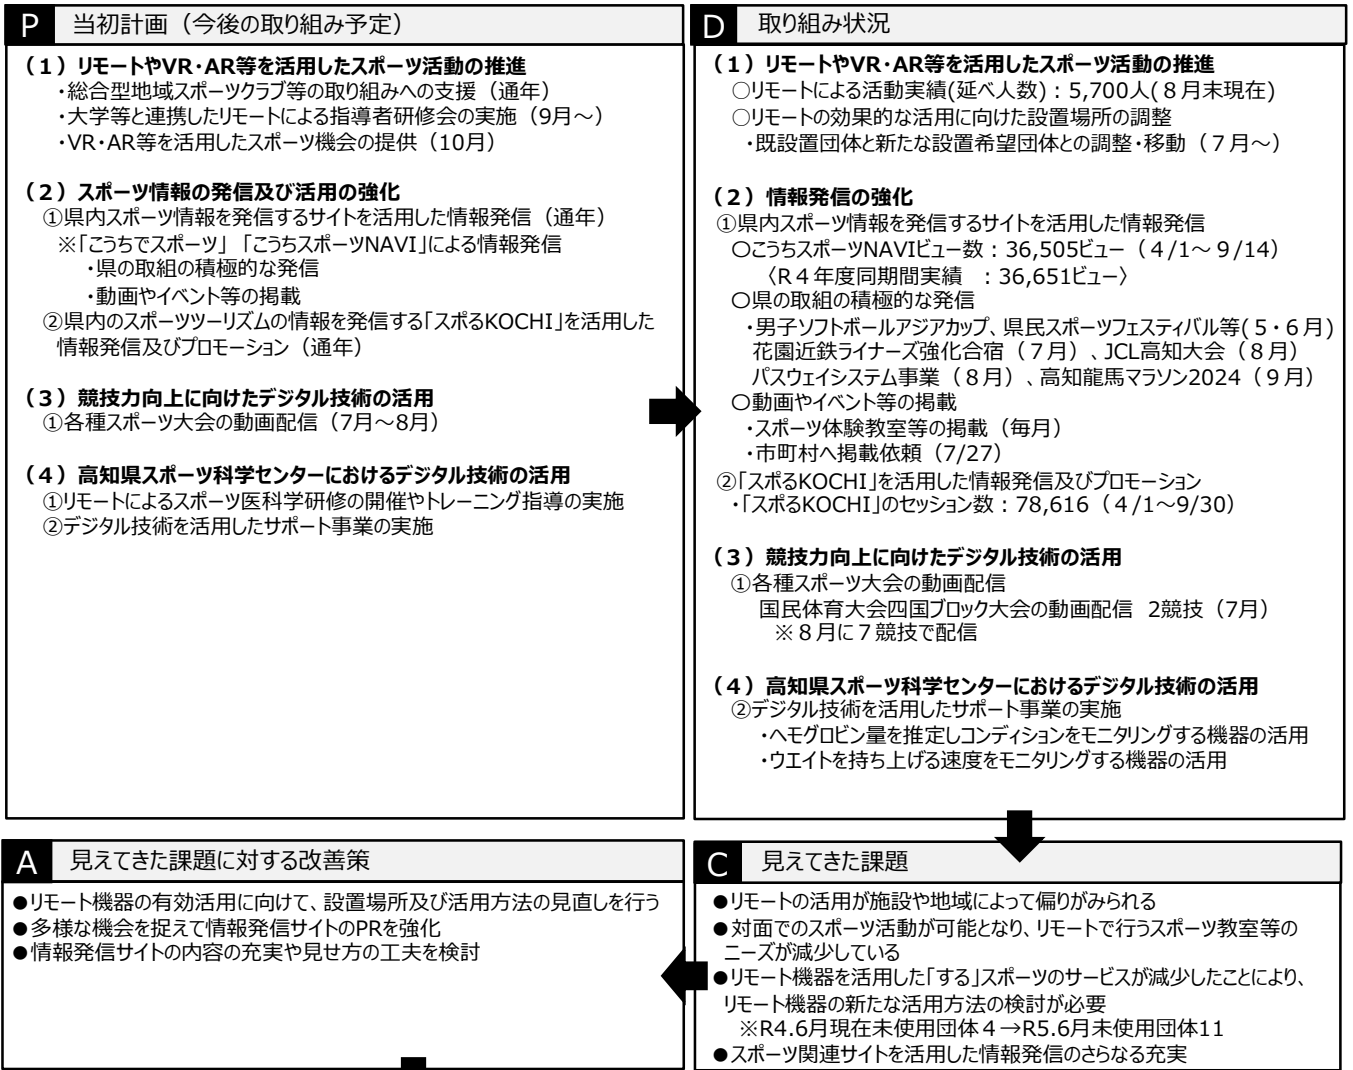 P 当初計画（今後の取り組み予定）
（１）リモートやVR・AR等を活用したスポーツ活動の推進
・総合型地域スポーツクラブ等の取り組みへの支援（通年）
・大学等と連携したリモートによる指導者研修会の実施（9月～）
・VR・AR等を活用したスポーツ機会の提供（10月）
（２）スポーツ情報の発信及び活用の強化
①県内スポーツ情報を発信するサイトを活用した情報発信（通年）
※「こうちでスポーツ」「こうちスポーツNAVI」による情報発信
・県の取組の積極的な発信
・動画やイベント等の掲載
②県内のスポーツツーリズムの情報を発信する「スポるKOCHI」を活用した
情報発信及びプロモーション（通年）
（３）競技力向上に向けたデジタル技術の活用
①各種スポーツ大会の動画配信（7月～8月）
（４）高知県スポーツ科学センターにおけるデジタル技術の活用
①リモートによるスポーツ医科学研修の開催やトレーニング指導の実施
②デジタル技術を活用したサポート事業の実施
D 取り組み状況
（１）リモートやVR・AR等を活用したスポーツ活動の推進
○リモートによる活動実績(延べ人数)：5,700人(８月末現在)
○リモートの効果的な活用に向けた設置場所の調整
・既設置団体と新たな設置希望団体との調整・移動（７月～）
（２）情報発信の強化
①県内スポーツ情報を発信するサイトを活用した情報発信
〇こうちスポーツNAVIビュー数：36,505ビュー（４/1～９/14）
〈R４年度同期間実績 ：36,651ビュー〉
〇県の取組の積極的な発信
・男子ソフトボールアジアカップ、県民スポーツフェスティバル等(５・６月)
花園近鉄ライナーズ強化合宿（７月）、JCL高知大会（８月）
パスウェイシステム事業（８月）、高知龍馬マラソン2024（９月）
〇動画やイベント等の掲載
・スポーツ体験教室等の掲載（毎月）
・市町村へ掲載依頼（7/27）
②「スポるKOCHI」を活用した情報発信及びプロモーション
・「スポるKOCHI」のセッション数：78,616（４/1～9/30）
（３）競技力向上に向けたデジタル技術の活用
①各種スポーツ大会の動画配信
国民体育大会四国ブロック大会の動画配信 2競技（7月）
※８月に７競技で配信
（４）高知県スポーツ科学センターにおけるデジタル技術の活用
②デジタル技術を活用したサポート事業の実施
・ヘモグロビン量を推定しコンディションをモニタリングする機器の活用
・ウエイトを持ち上げる速度をモニタリングする機器の活用
C 見えてきた課題
●リモートの活用が施設や地域によって偏りがみられる
●対面でのスポーツ活動が可能となり、リモートで行うスポーツ教室等の
ニーズが減少している
●リモート機器を活用した「する」スポーツのサービスが減少したことにより、
リモート機器の新たな活用方法の検討が必要
※R4.6月現在未使用団体４→R5.6月未使用団体11
●スポーツ関連サイトを活用した情報発信のさらなる充実
A 見えてきた課題に対する改善策
●リモート機器の有効活用に向けて、設置場所及び活用方法の見直しを行う
●多様な機会を捉えて情報発信サイトのPRを強化
●情報発信サイトの内容の充実や見せ方の工夫を検討